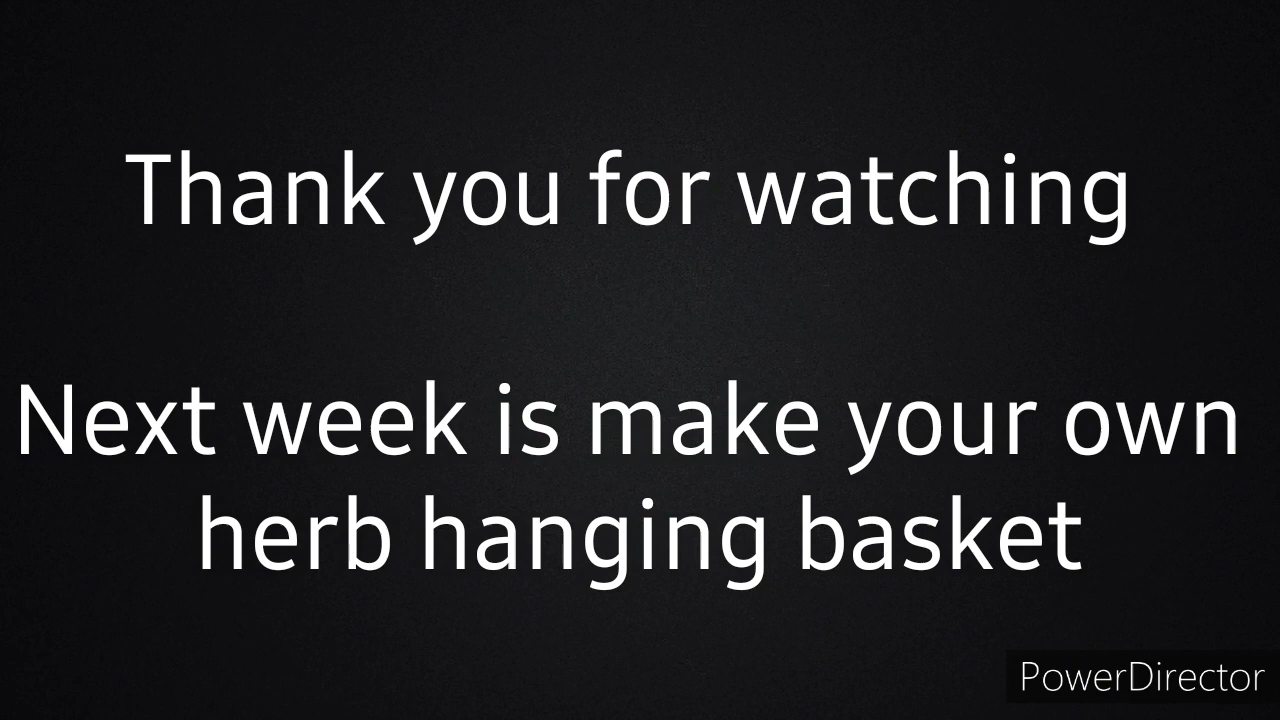 Thank you for watching
Next week is make your own
herb hanging basket
PowerDirector